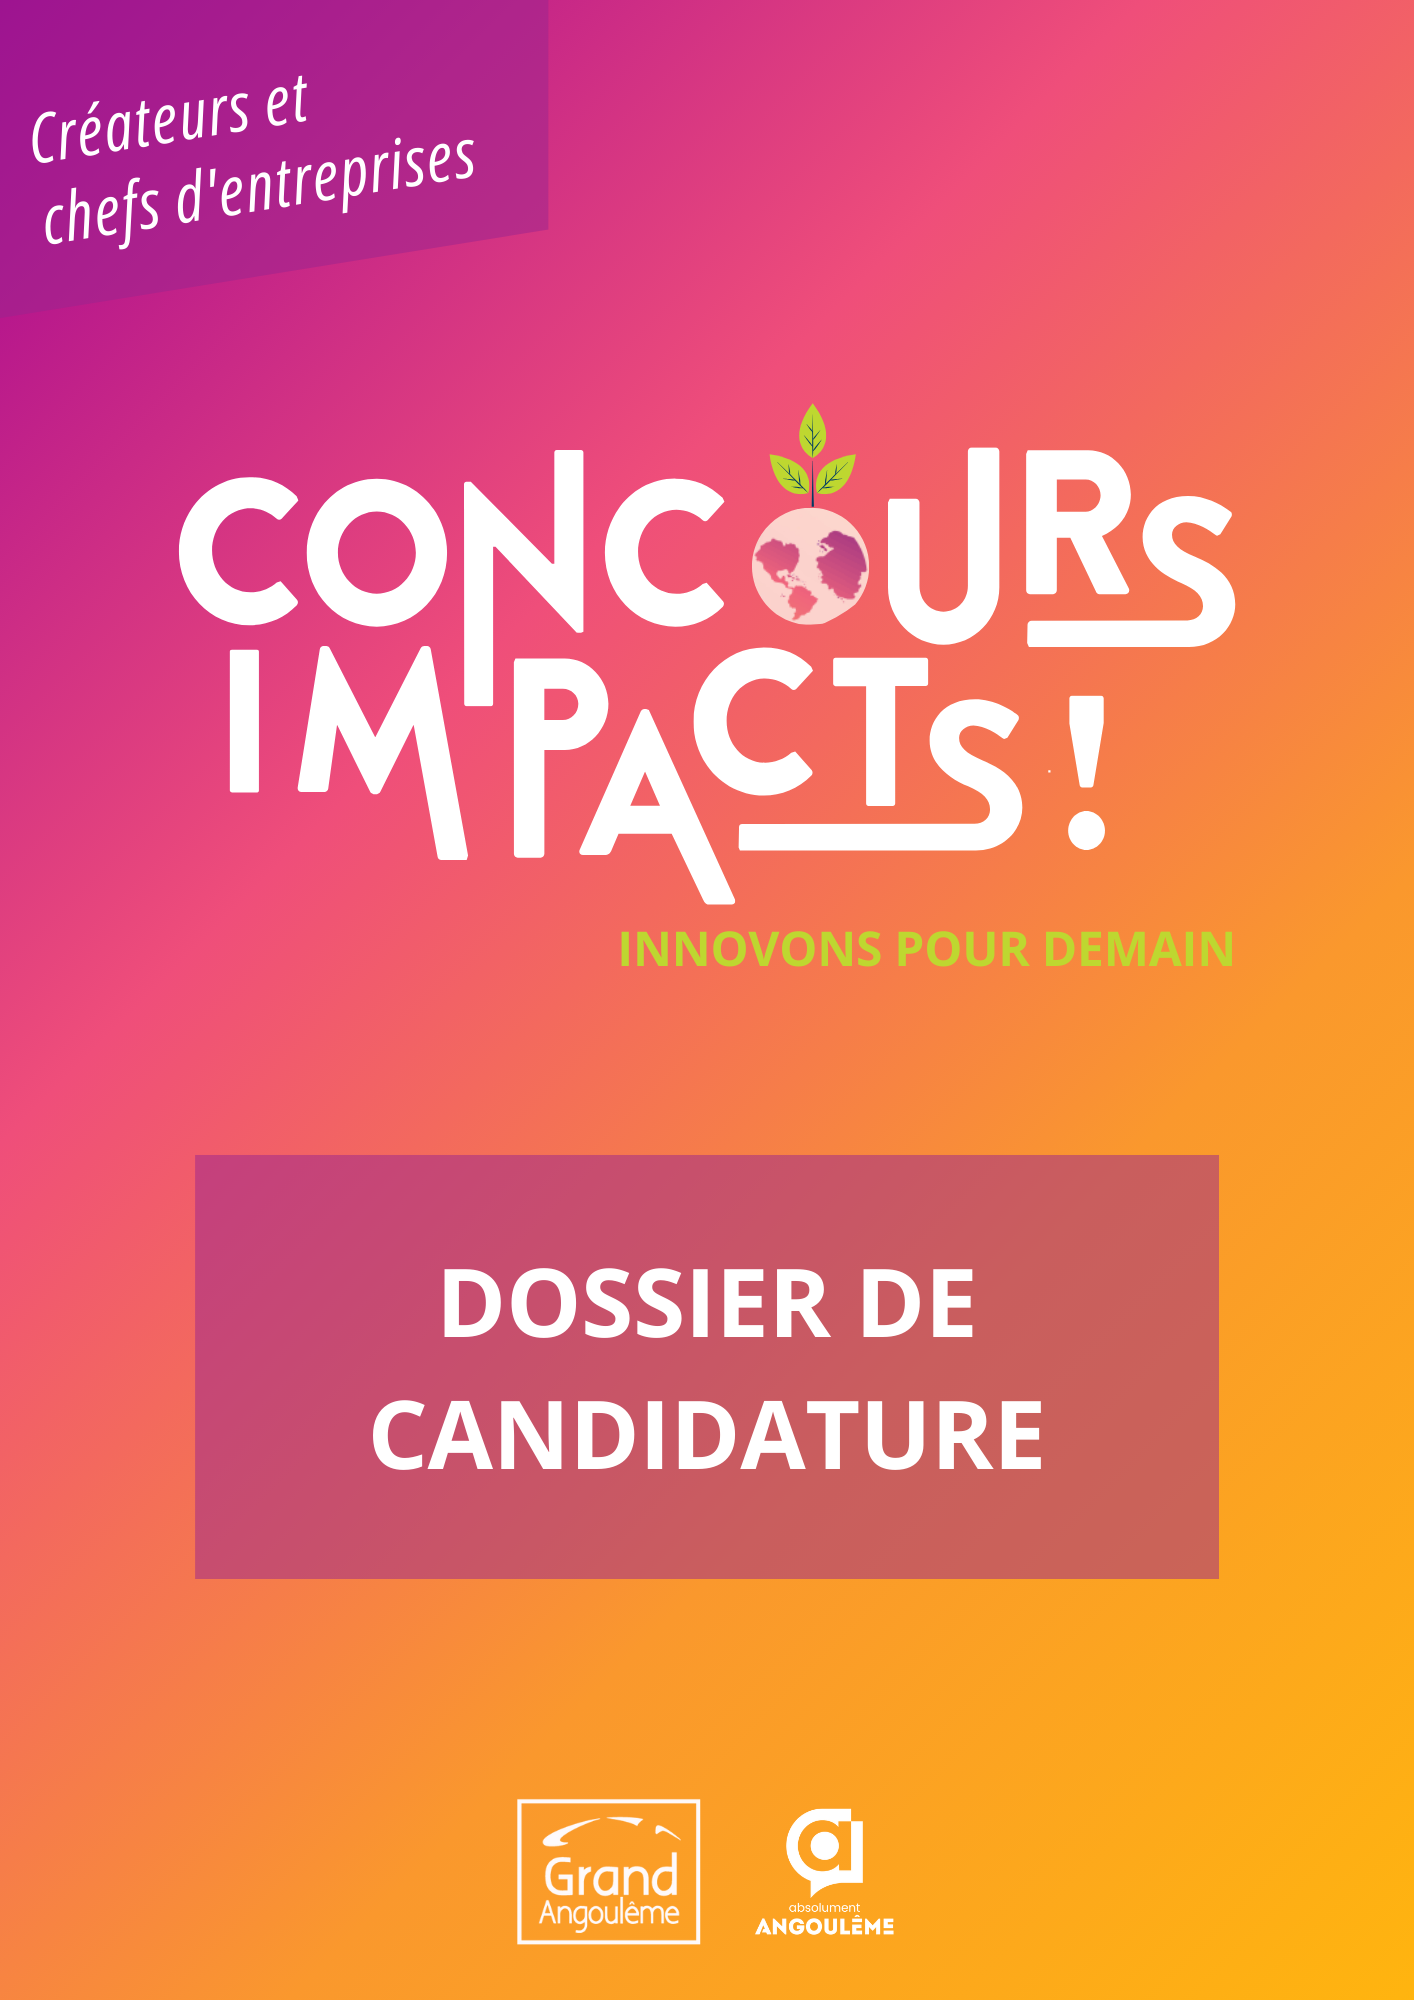 Créateurs et
chefs d'entreprises
CONCOURS
IMPACTS !
INNOVONS POUR DEMAIN
DOSSIER DE
CANDIDATURE
Grand
Angoulême
absolument
ANGOULÊME